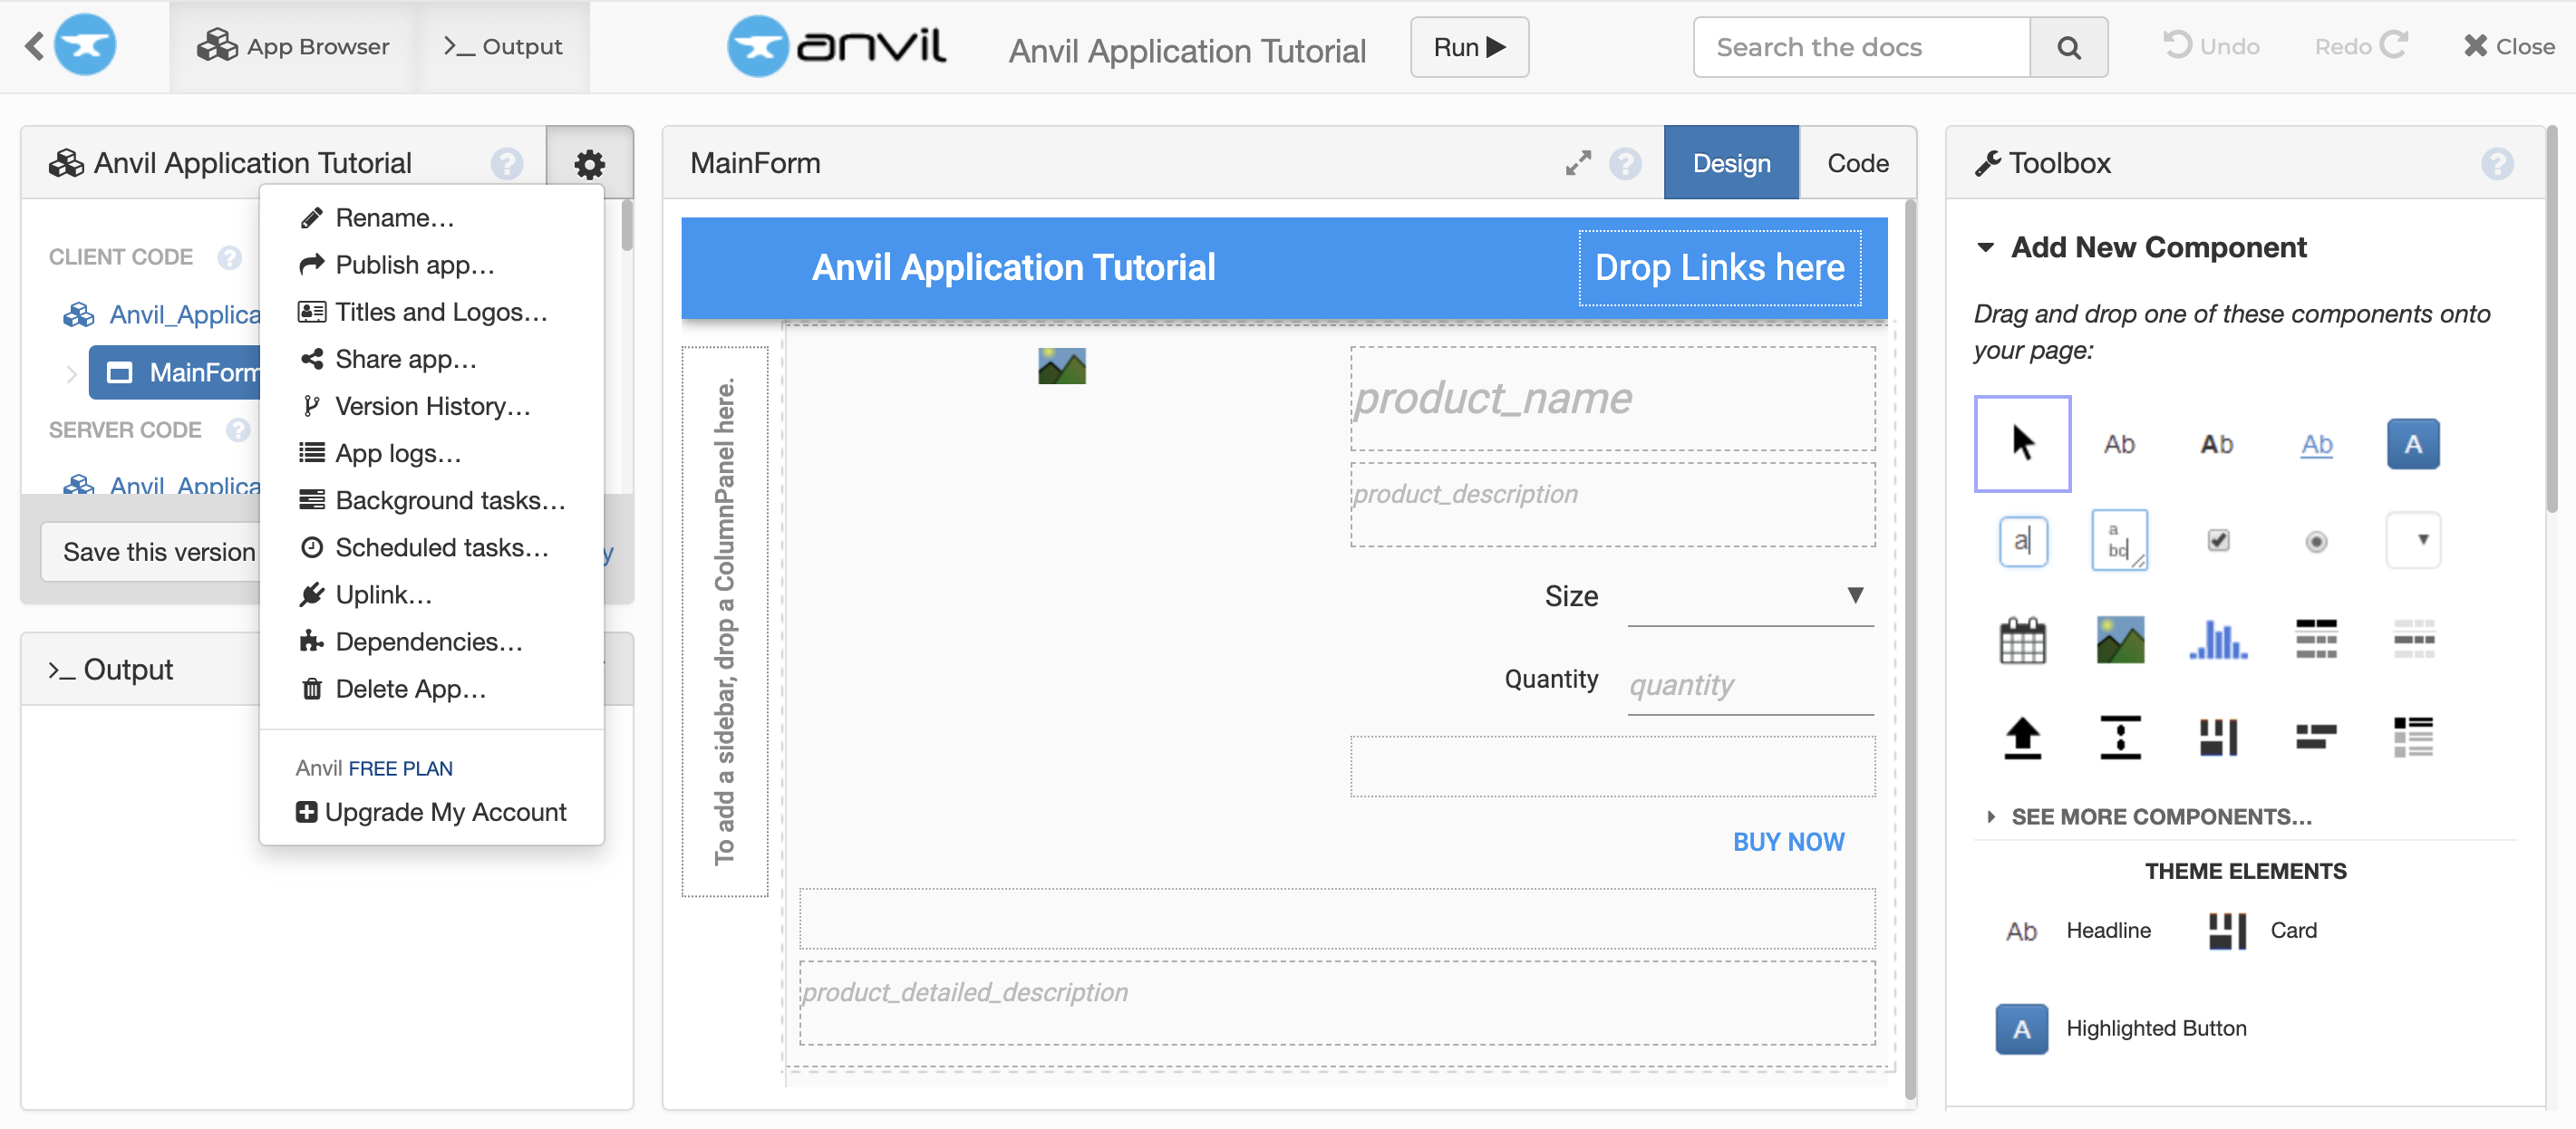 App Browser
Output
anvil
Anvil Application Tutorial
Run
Search the docs
Undo
Redo
Close
Anvil Application Tutorial
?
CLIENT CODE ?
Anvil_Applica
MainForm
SERVER CODE ?
Anvil_Applica
Save this version
y
Rename…
Publish app…
Titles and Logos…
Share app…
Version History…
App logs…
Background tasks…
Scheduled tasks…
Uplink…
Dependencies…
Delete App…
Anvil FREE PLAN
Upgrade My Account
>_ Output
MainForm
?
Design
Code
Anvil Application Tutorial
Drop Links here
To add a sidebar, drop a ColumnPanel here.
product_name
product_description
Size
Quantity
quantity
BUY NOW
product_detailed_description
Toolbox
?
Add New Component
Drag and drop one of these components onto
your page:
Ab Ab Ab A
a
a
bc
SEE MORE COMPONENTS…
THEME ELEMENTS
Ab Headline
Card
A Highlighted Button